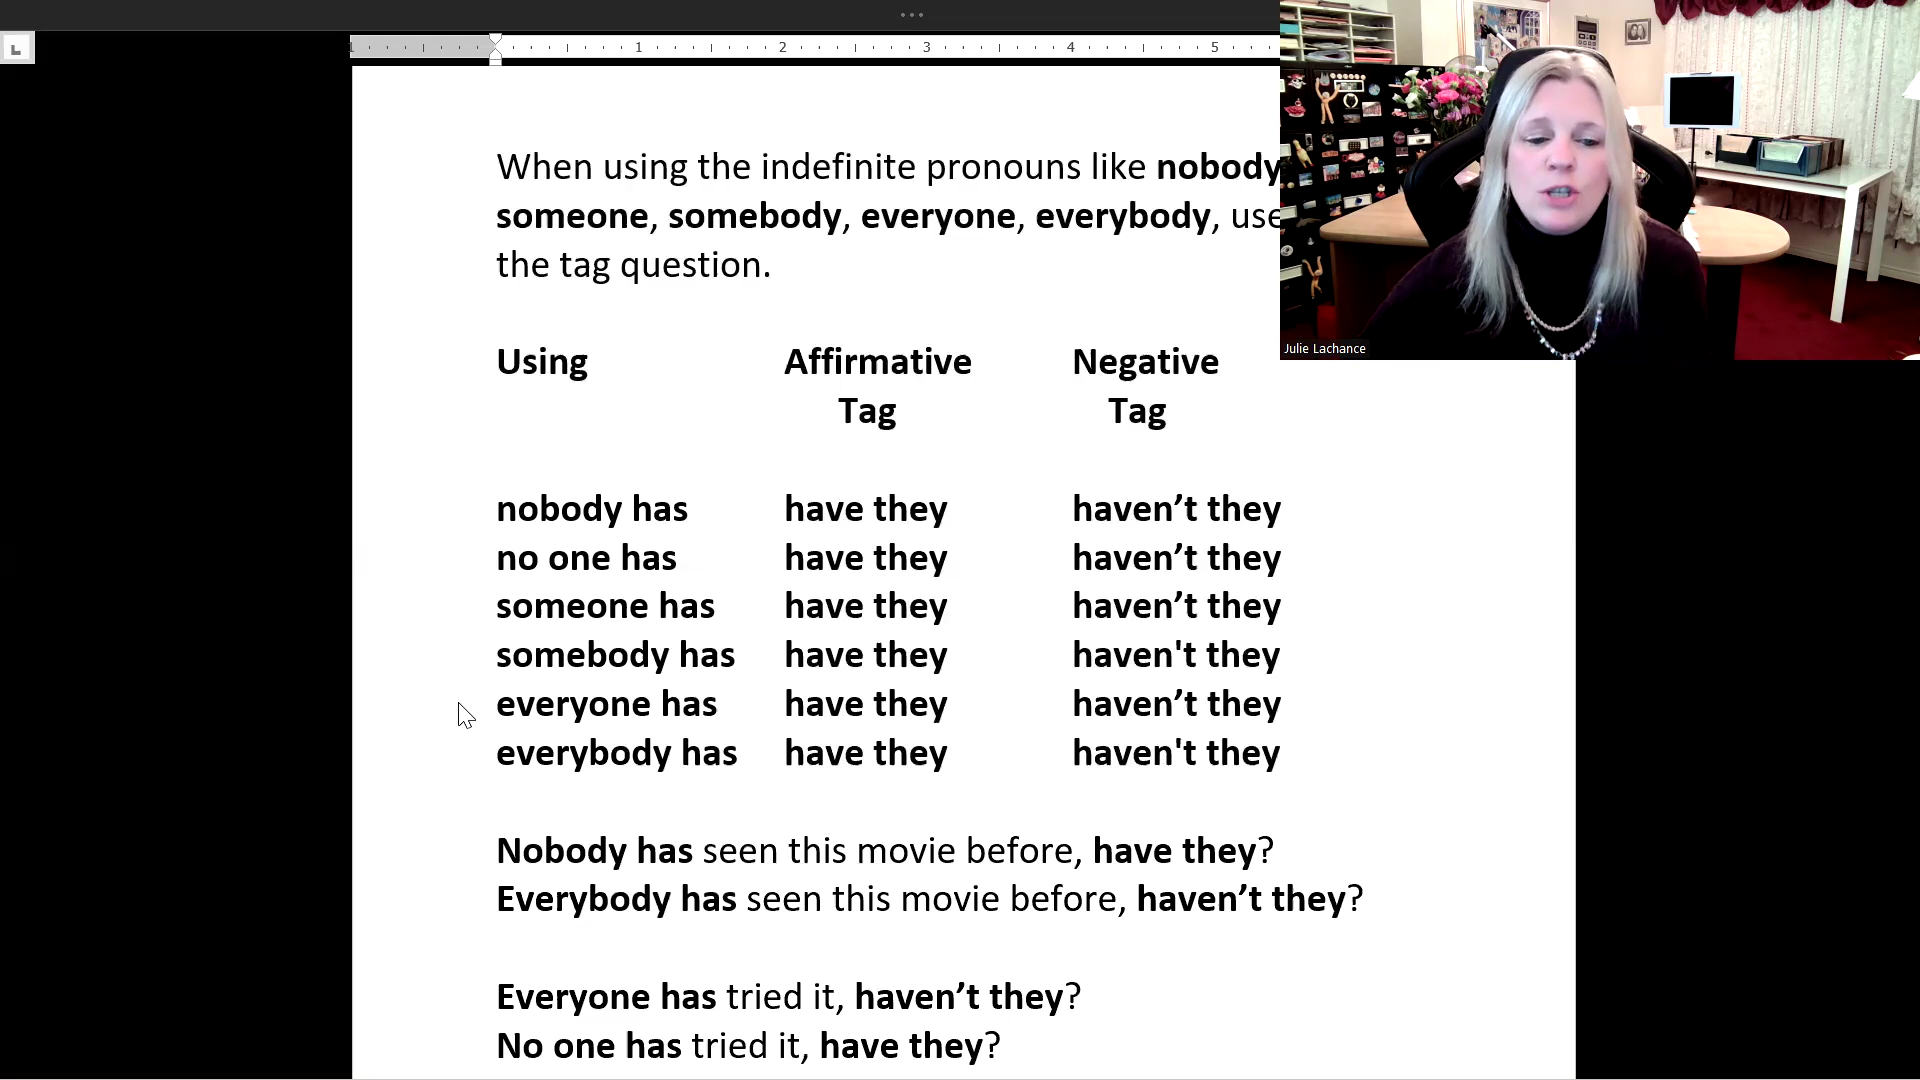 1 1 2 3 4 5
When using the indefinite pronouns like nobody
someone, somebody, everyone, everybody, use
the tag question.
Using Affirmative Negative
Tag Tag
nobody has have they haven’t they
no one has have they haven’t they
someone has have they haven’t they
somebody has have they haven't they
everyone has have they haven’t they
everybody has have they haven't they
Nobody has seen this movie before, have they?
Everybody has seen this movie before, haven’t they?
Everyone has tried it, haven’t they?
No one has tried it, have they?
Julie Lachance